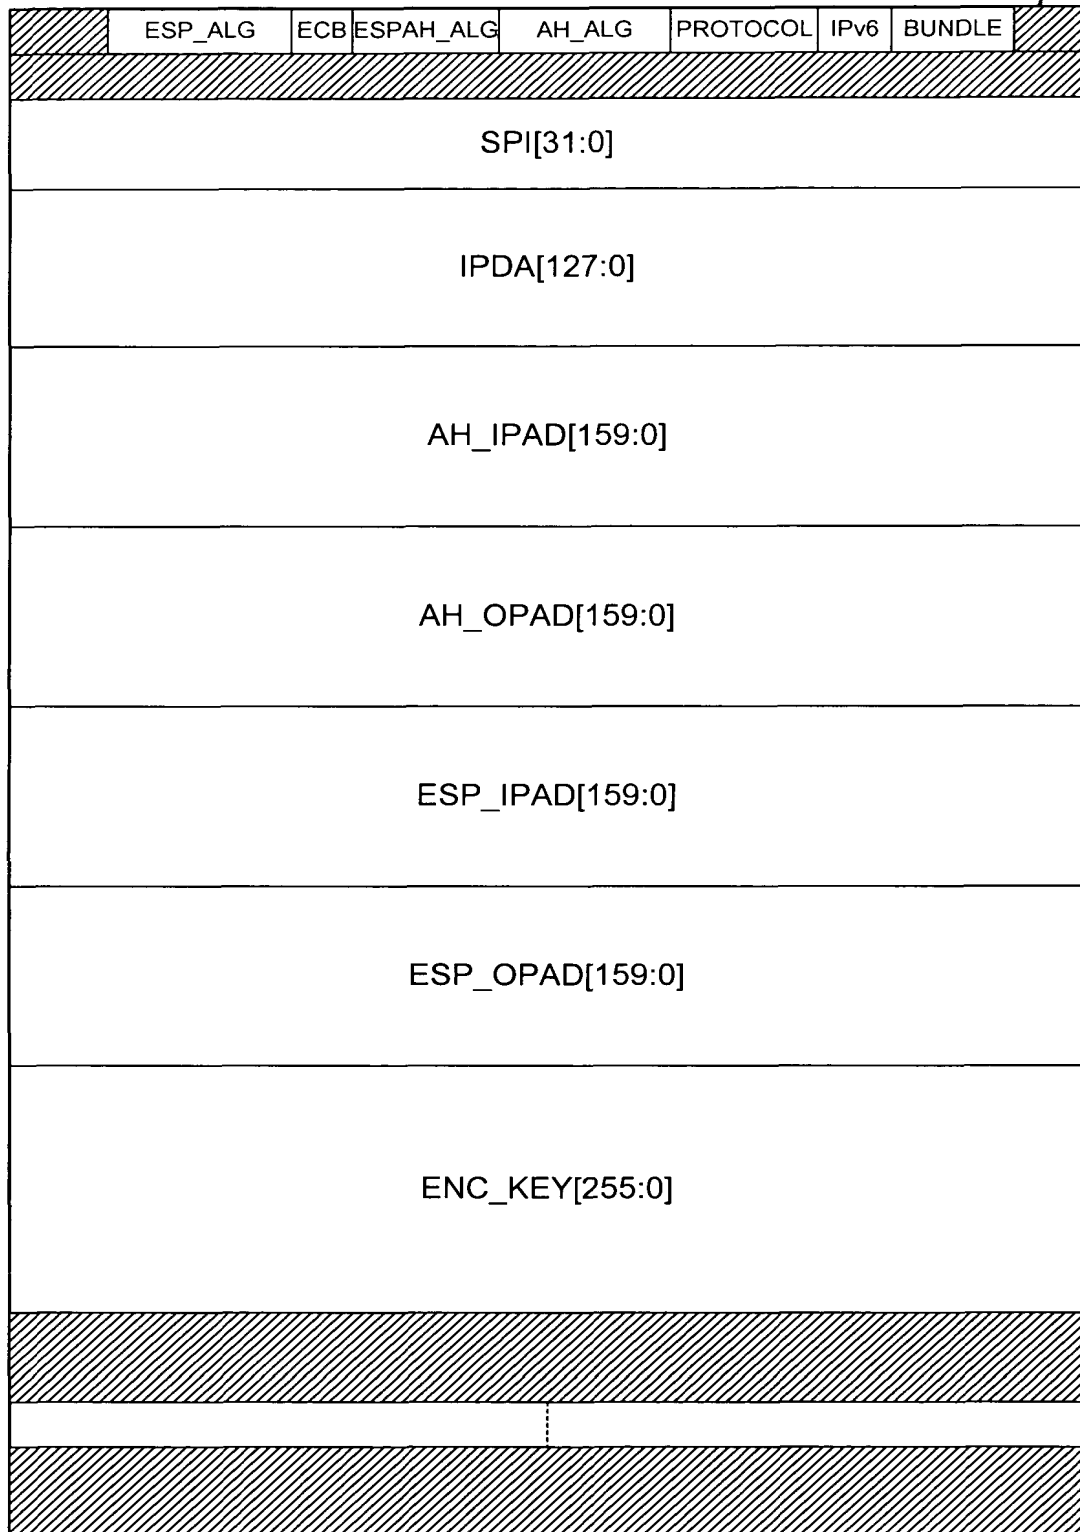 ESP_ALG ECB ESPAH_ALG AH_ALG PROTOCOL IPv6 BUNDLE
SPI[31:0]
IPDA[127:0]
AH_IPAD[159:0]
AH_OPAD[159:0]
ESP_IPAD[159:0]
ESP_OPAD[159:0]
ENC_KEY[255:0]